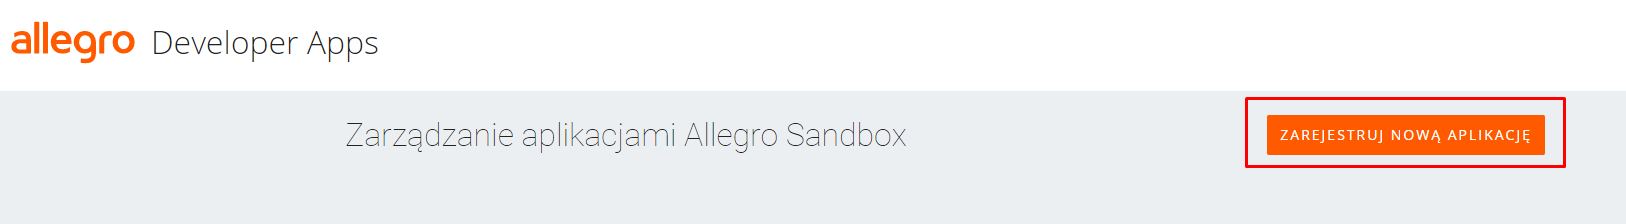 allegro Developer Apps
Zarządzanie aplikacjami Allegro Sandbox
ZAREJESTRUJ NOWĄ APLIKACJĘ